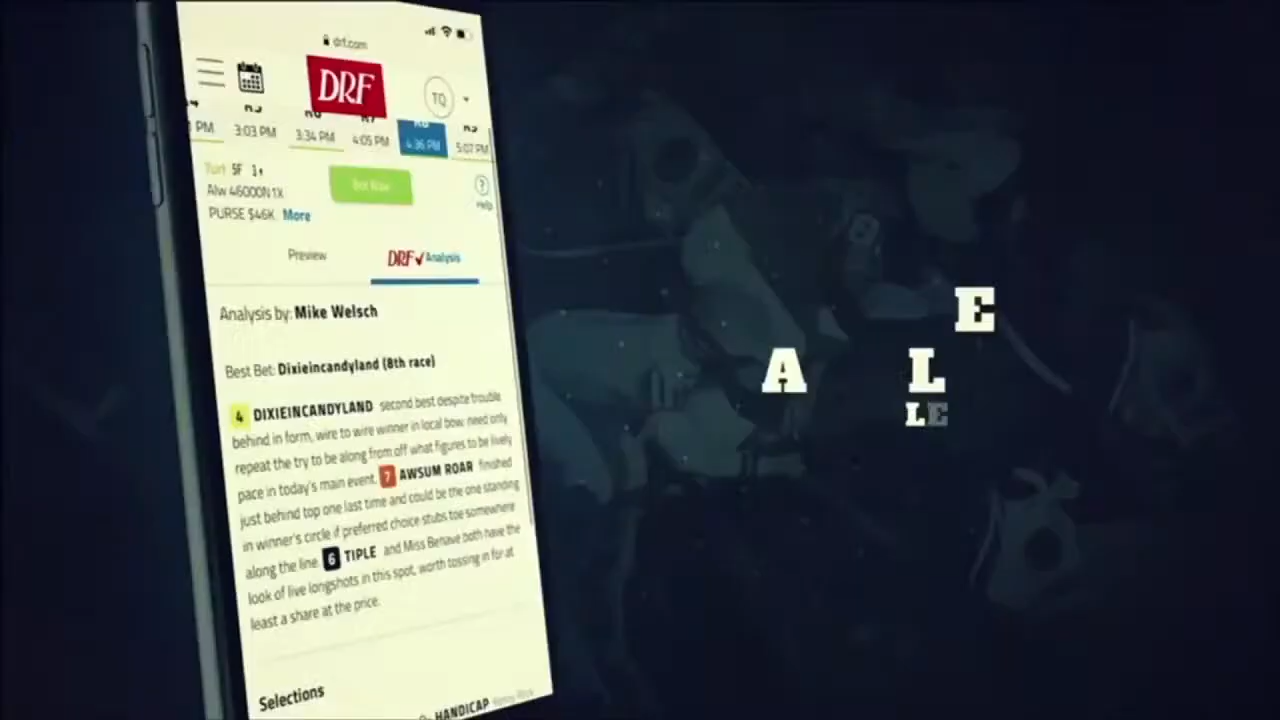 drf.com
DRF
TQ
R7
PM 3:03 PM 3:34 PM 4:05 PM 4:36 PM 5:07 PM
Turf 5F
Alw 46000N1X
Bet Now
?
PURSE $46K More
Help
Preview
DRF Analysis
Analysis by: Mike Welsch
Best Bet: Dixieincandyland (8th race)
4 DIXIEINCANDYLAND second best despite trouble
behind in form, wire to wire winner in local bow, need only
repeat the try to be along from off what figures to be lively
pace in today's main event. 7 AWSUM ROAR finished
just behind top one last time and could be the one standing
in winner's circle if preferred choice stubs toe somewhere
along the line. 6 TIPLE and Miss Behave both have the
look of live longshots in this spot, worth tossing in for at
least a share at the price.
Selections
HANDICAP
E
A L
LE